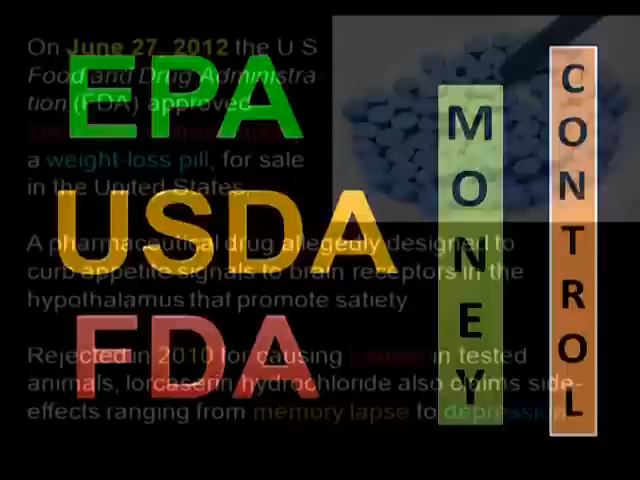 On June 27, 2012 the U S
Food and Drug Administra-
tion (FDA) approved
a weight-loss pill, for sale
in the United States.
A pharmaceutical drug allegedly designed to
curb appetite signals to brain receptors in the
hypothalamus that promote satiety
Rejected in 2010 for causing in tested
animals, lorcaserin hydrochloride also claims side-
effects ranging from memory lapse to depression
EPA
USDA
FDA
MONEY
CONTROL